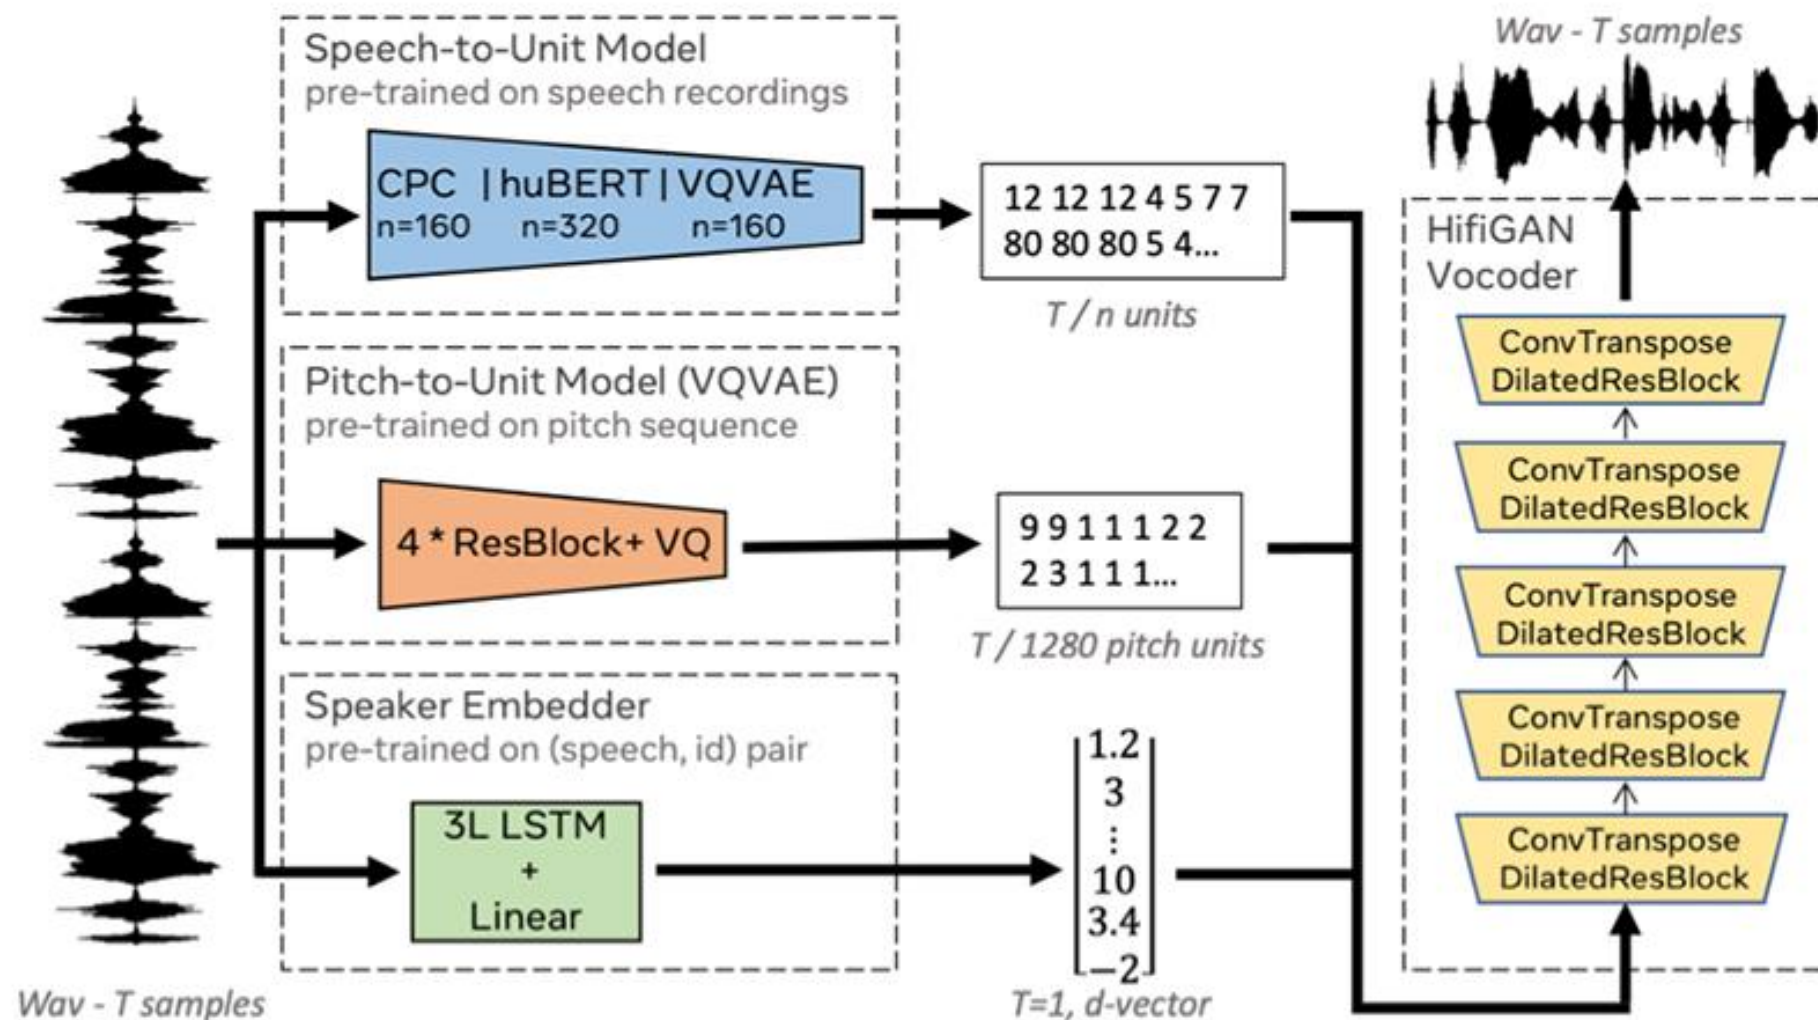 Speech-to-Unit Model
pre-trained on speech recordings
CPC | huBERT | VQVAE
n=160 n=320 n=160
12 12 12 4 5 7 7
80 80 80 5 4...
T / n units
Pitch-to-Unit Model (VQVAE)
pre-trained on pitch sequence
4 * ResBlock+ VQ
9 9 1 1 1 2 2
2 3 1 1 1...
T / 1280 pitch units
Speaker Embedder
pre-trained on (speech, id) pair
3L LSTM
+
Linear
1.2
3
⋮
10
3.4
−2
T=1, d-vector
Wav - T samples
Wav - T samples
HifiGAN
Vocoder
ConvTranspose
DilatedResBlock
ConvTranspose
DilatedResBlock
ConvTranspose
DilatedResBlock
ConvTranspose
DilatedResBlock
ConvTranspose
DilatedResBlock